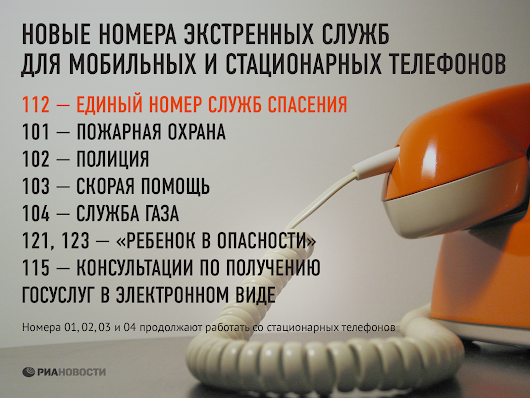 НОВЫЕ НОМЕРА ЭКСТРЕННЫХ СЛУЖБ
ДЛЯ МОБИЛЬНЫХ И СТАЦИОНАРНЫХ ТЕЛЕФОНОВ
112 — ЕДИНЫЙ НОМЕР СЛУЖБ СПАСЕНИЯ
101 — ПОЖАРНАЯ ОХРАНА
102 — ПОЛИЦИЯ
103 — СКОРАЯ ПОМОЩЬ
104 — СЛУЖБА ГАЗА
121, 123 — «РЕБЕНОК В ОПАСНОСТИ»
115 — КОНСУЛЬТАЦИИ ПО ПОЛУЧЕНИЮ
ГОСУСЛУГ В ЭЛЕКТРОННОМ ВИДЕ
Номера 01, 02, 03 и 04 продолжают работать со стационарных телефонов
РИАНОВОСТИ